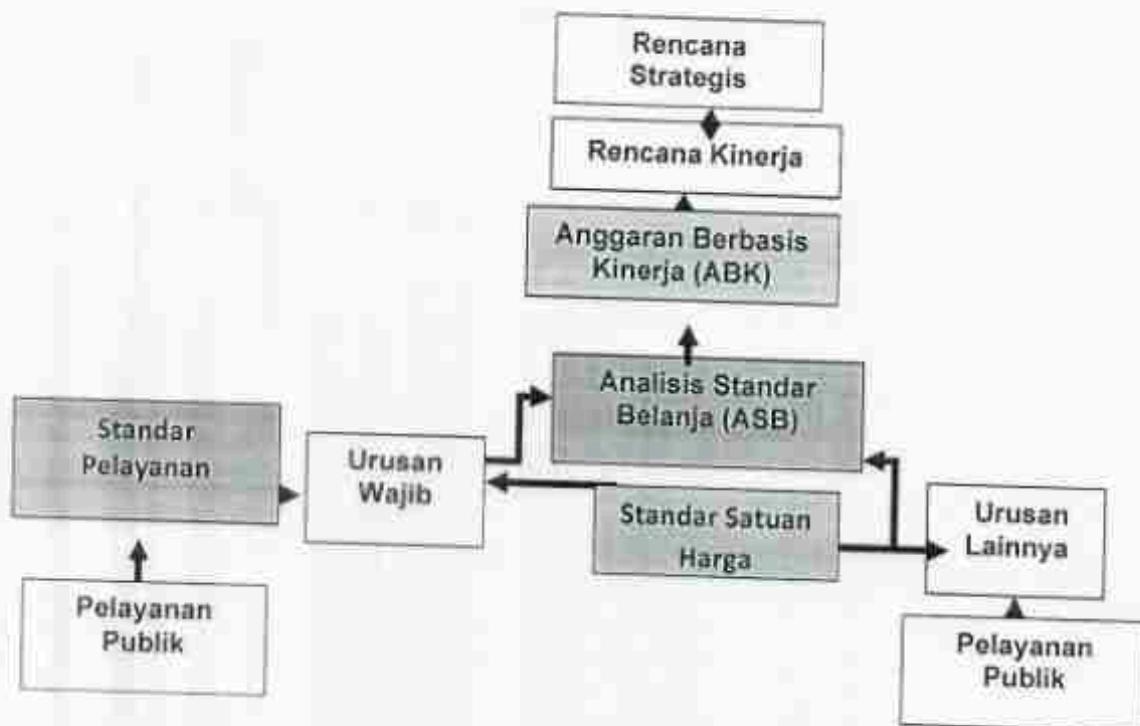 Rencana
Strategis
Rencana Kinerja
Anggaran Berbasis
Kinerja (ABK)
Analisis Standar
Belanja (ASB)
Standar
Pelayanan
Urusan
Wajib
Standar Satuan
Harga
Urusan
Lainnya
Pelayanan
Publik
Pelayanan
Publik